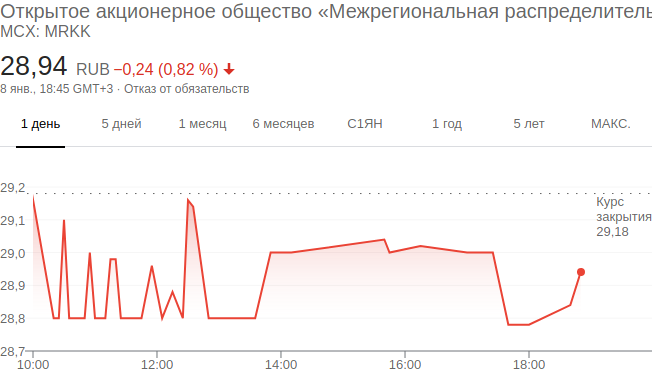 Открытое акционерное общество «Межрегиональная распределитель
MCX: MRKK
28,94 RUB −0,24 (0,82 %)
8 янв., 18:45 GMT+3 · Отказ от обязательств
1 день 5 дней 1 месяц 6 месяцев С1ЯН 1 год 5 лет МАКС.
29,2
Курс
закрытия
29,18
29,1
29,0
28,9
28,8
28,7
10:00 12:00 14:00 16:00 18:00